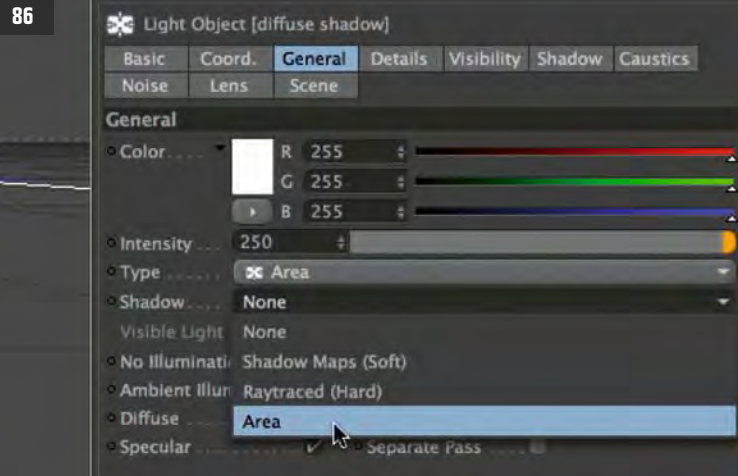 86
Light Object [diffuse shadow]
Basic Coord. General Details Visibility Shadow Caustics
Noise Lens Scene
General
Color.... R 255
G 255
B 255
Intensity ... 250
Type ...... Area
Shadow.... None
Visible Light None
No Illuminati Shadow Maps (Soft)
Ambient Illun Raytraced (Hard)
Diffuse ... Area
Specular ........... Separate Pass ....